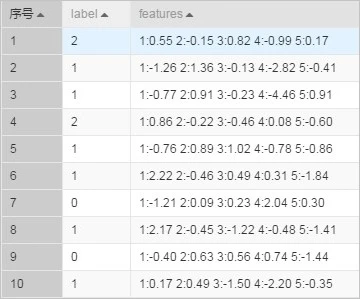 序号 label features
1 2 1:0.55 2:-0.15 3:0.82 4:-0.99 5:0.17
2 1 1:-1.26 2:1.36 3:-0.13 4:-2.82 5:-0.41
3 1 1:-0.77 2:0.91 3:-0.23 4:-4.46 5:0.91
4 2 1:0.86 2:-0.22 3:-0.46 4:0.08 5:-0.60
5 1 1:-0.76 2:0.89 3:1.02 4:-0.78 5:-0.86
6 1 1:2.22 2:-0.46 3:0.49 4:0.31 5:-1.84
7 0 1:-1.21 2:0.09 3:0.23 4:2.04 5:0.30
8 1 1:2.17 2:-0.45 3:-1.22 4:-0.48 5:-1.41
9 0 1:-0.40 2:0.63 3:0.56 4:0.74 5:-1.44
10 1 1:0.17 2:0.49 3:-1.50 4:-2.20 5:-0.35